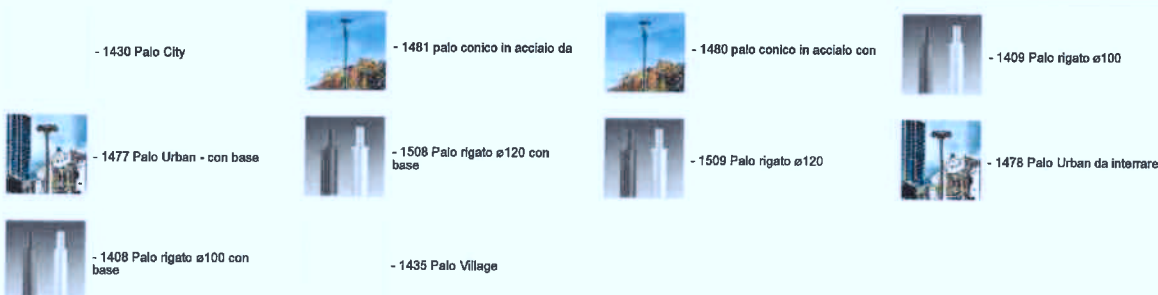 - 1430 Palo City
- 1481 palo conico in acciaio da
- 1480 palo conico in acciaio con
- 1409 Palo rigato ø100
- 1477 Palo Urban - con base
- 1508 Palo rigato ø120 con
base
- 1509 Palo rigato ø120
- 1478 Palo Urban da interrare
- 1408 Palo rigato ø100 con
base
- 1435 Palo Village